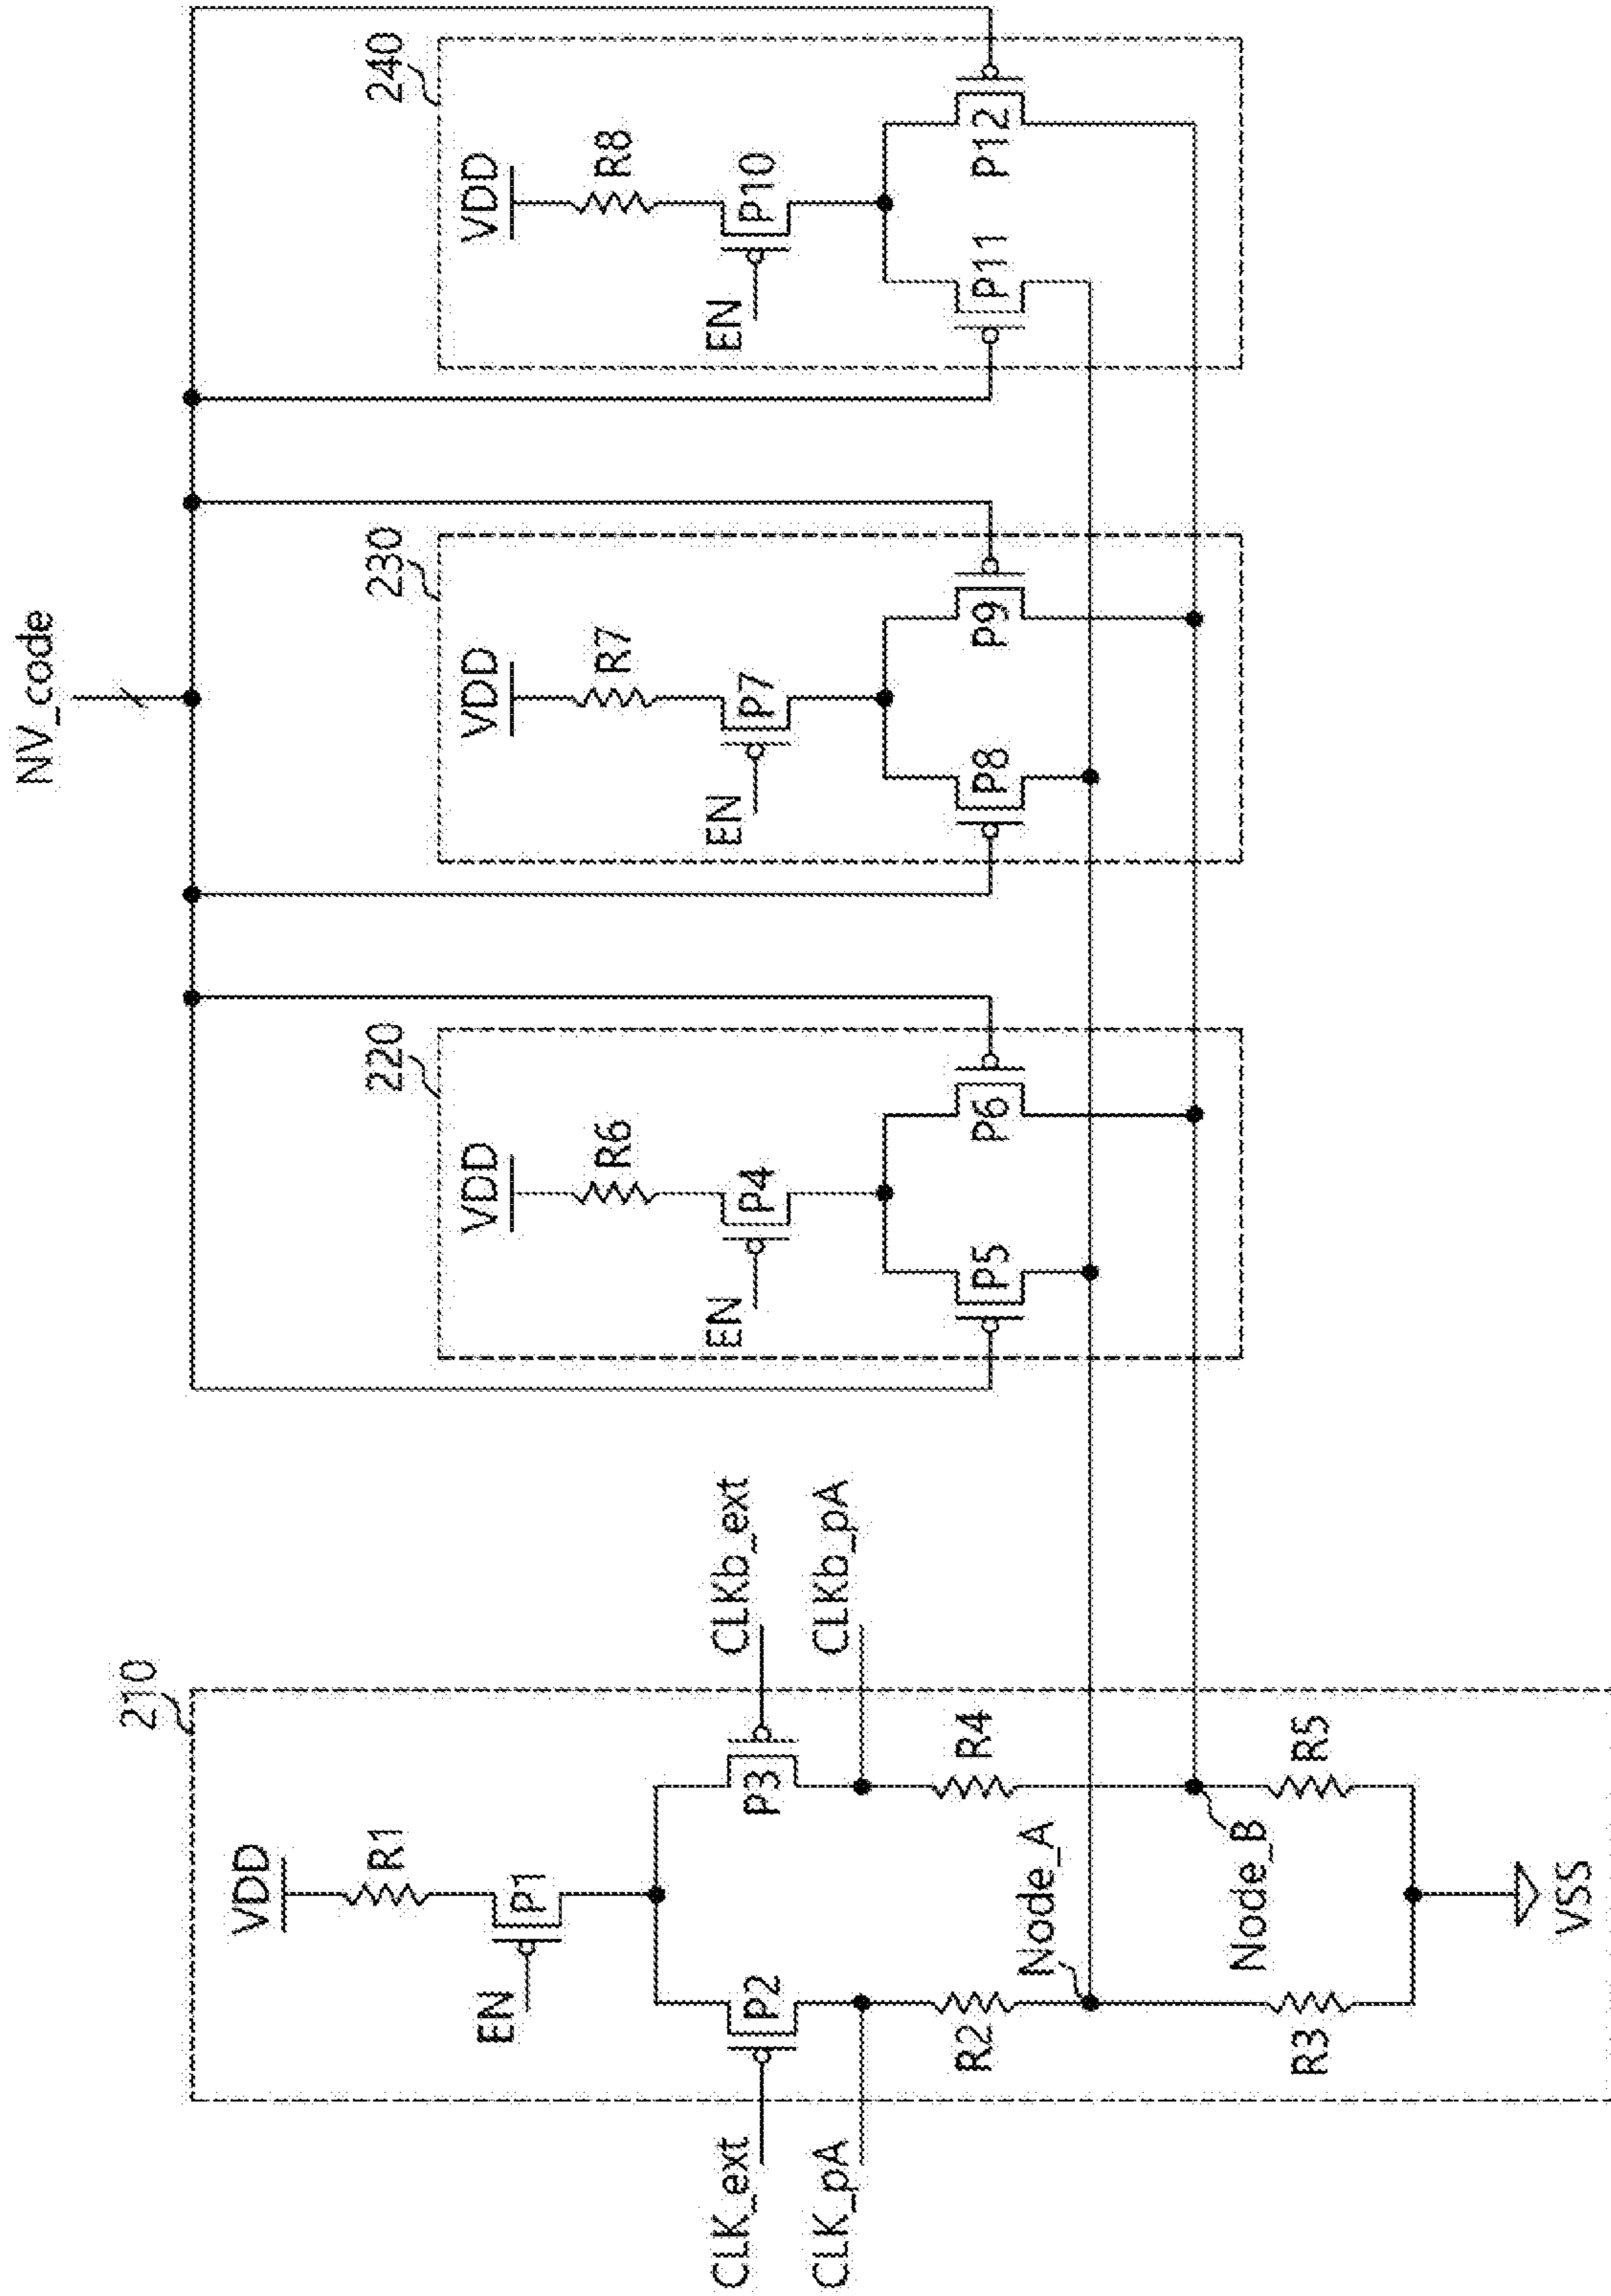 NV_code
210
VDD
R1
EN
P1
CLK_ext
P2
P3
CLKb_ext
CLK_pA
CLKb_pA
R2
R4
Node_A
Node_B
R3
R5
VSS
220
VDD
R6
EN
P4
P5
P6
230
VDD
R7
EN
P7
P8
P9
240
VDD
R8
EN
P10
P11
P12